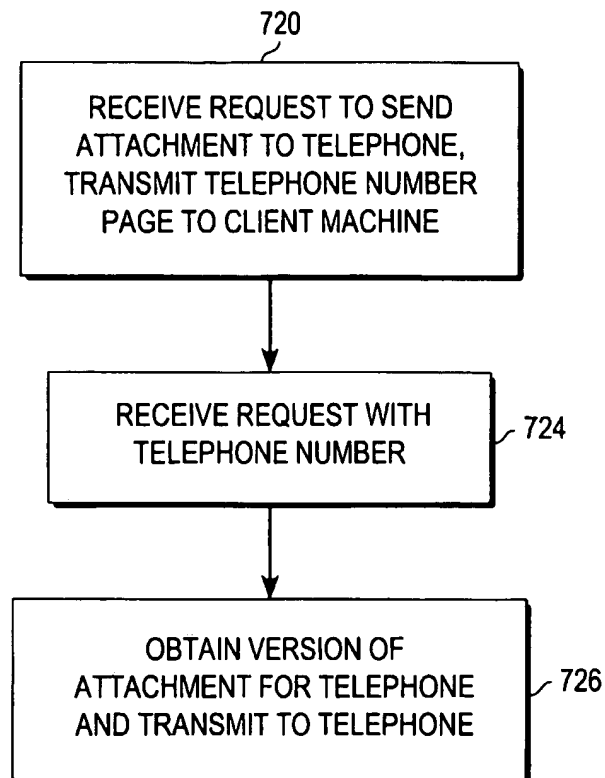 720
RECEIVE REQUEST TO SEND
ATTACHMENT TO TELEPHONE,
TRANSMIT TELEPHONE NUMBER
PAGE TO CLIENT MACHINE
RECEIVE REQUEST WITH
TELEPHONE NUMBER
724
OBTAIN VERSION OF
ATTACHMENT FOR TELEPHONE
AND TRANSMIT TO TELEPHONE
726